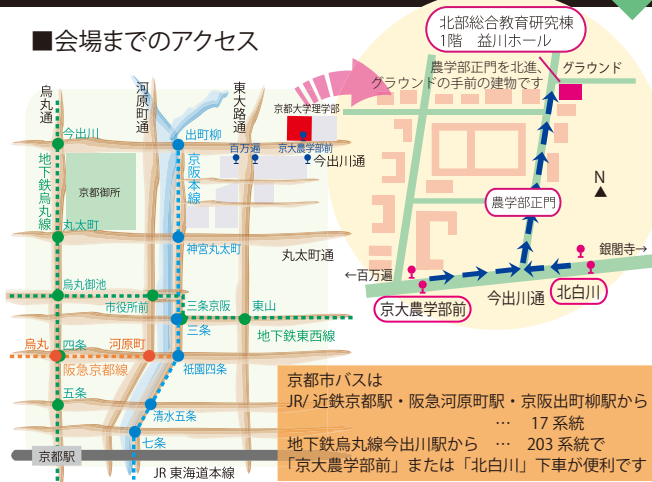 ■会場までのアクセス
北部総合教育研究棟
1階 益川ホール
農学部正門を北進、
グラウンドの手前の建物です
グラウンド
烏丸通
河原町通
東大路通
京都大学理学部
今出川
出町柳
百万遍
京大農学部前
今出川通
地下鉄烏丸線
京阪本線
京都御所
丸太町
神宮丸太町
丸太町通
烏丸御池
市役所前
三条京阪
東山
三条
地下鉄東西線
烏丸
四条
河原町
阪急京都線
祇園四条
五条
清水五条
七条
京都駅
JR 東海道本線
N
農学部正門
銀閣寺→
←百万遍
今出川通
北白川
京大農学部前
京都市バスは
JR/ 近鉄京都駅・阪急河原町駅・京阪出町柳駅から
… 17 系統
地下鉄烏丸線今出川駅から … 203 系統で
「京大農学部前」または「北白川」下車が便利です